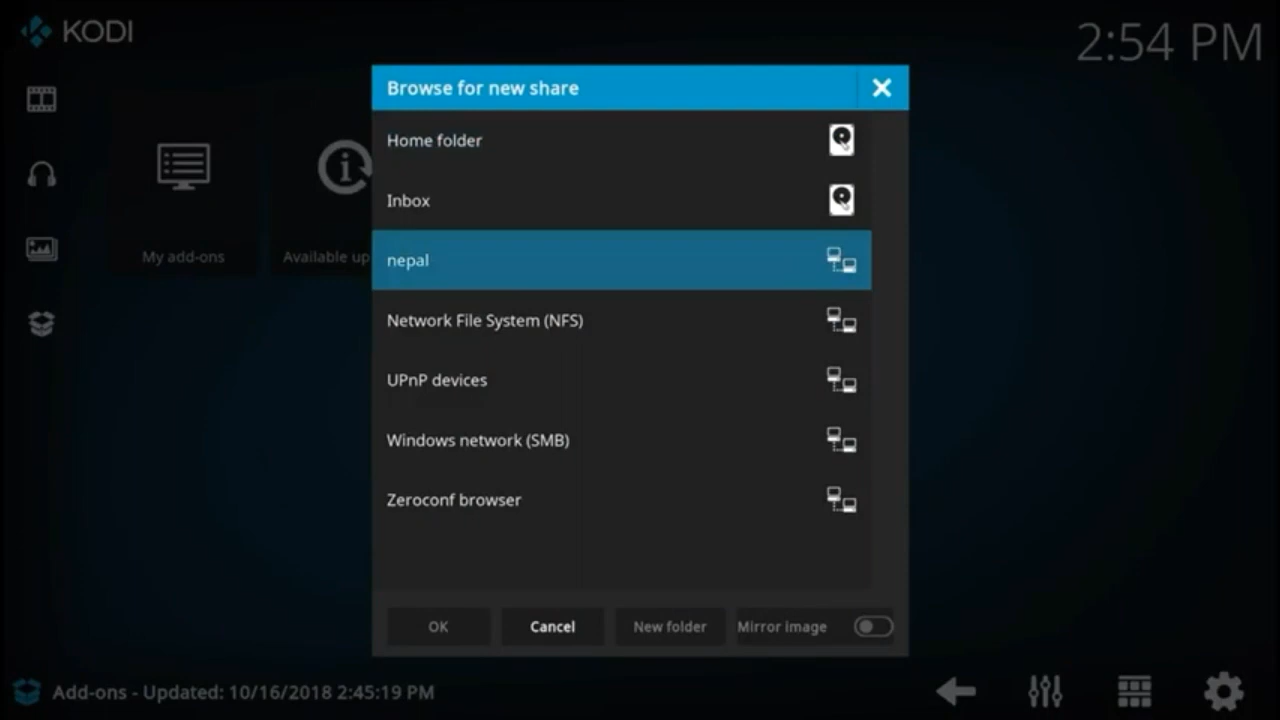 KODI
2:54 PM
Browse for new share
Home folder
Inbox
nepal
Network File System (NFS)
UPnP devices
Windows network (SMB)
Zeroconf browser
My add-ons
Available up
OK
Cancel
New folder
Mirror image
Add-ons - Updated: 10/16/2018 2:45:19 PM